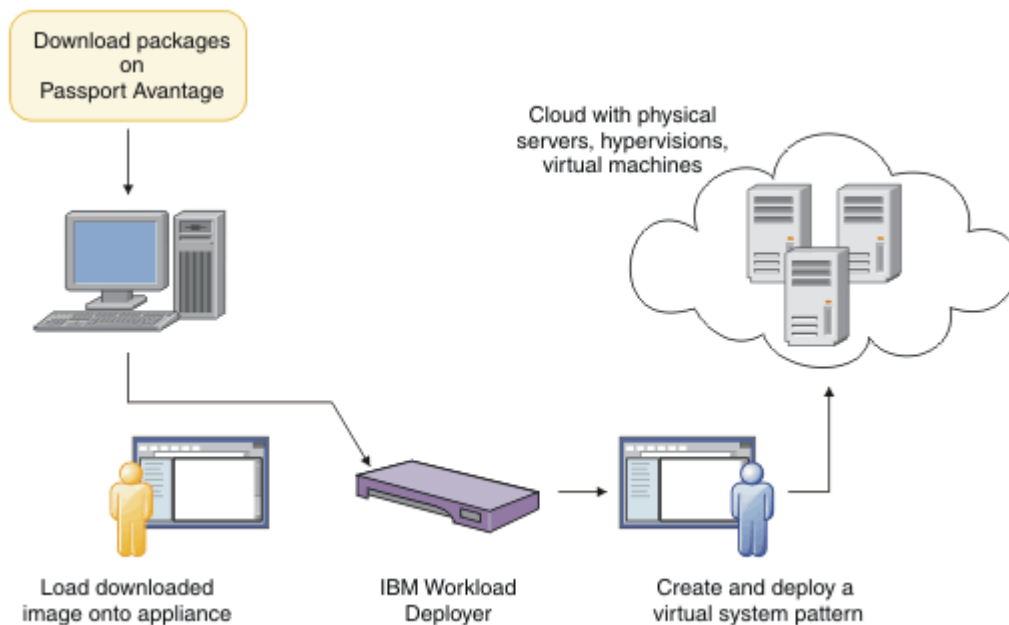 Download packages
on
Passport Avantage
Cloud with physical
servers, hypervisions,
virtual machines
Load downloaded
image onto appliance
IBM Workload
Deployer
Create and deploy a
virtual system pattern